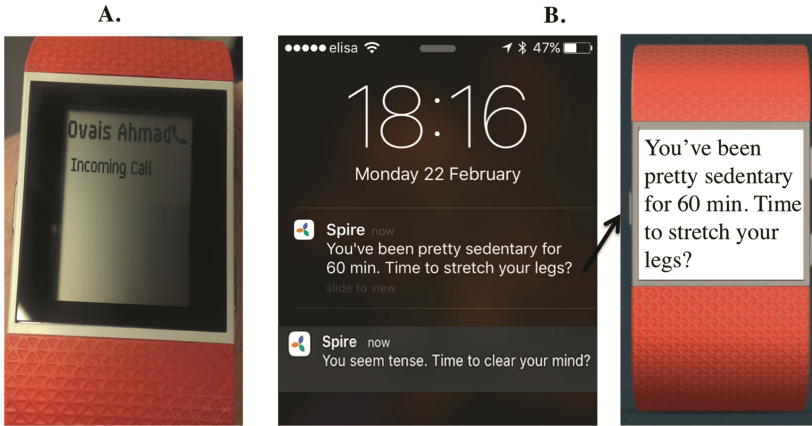 A.
B.
Ovais Ahmad
Incoming Call
elisa
47%
18:16
Monday 22 February
Spire now
You've been pretty sedentary for
60 min. Time to stretch your legs?
slide to view
Spire now
You seem tense. Time to clear your mind?
You've been
pretty sedentary
for 60 min. Time
to stretch your
legs?